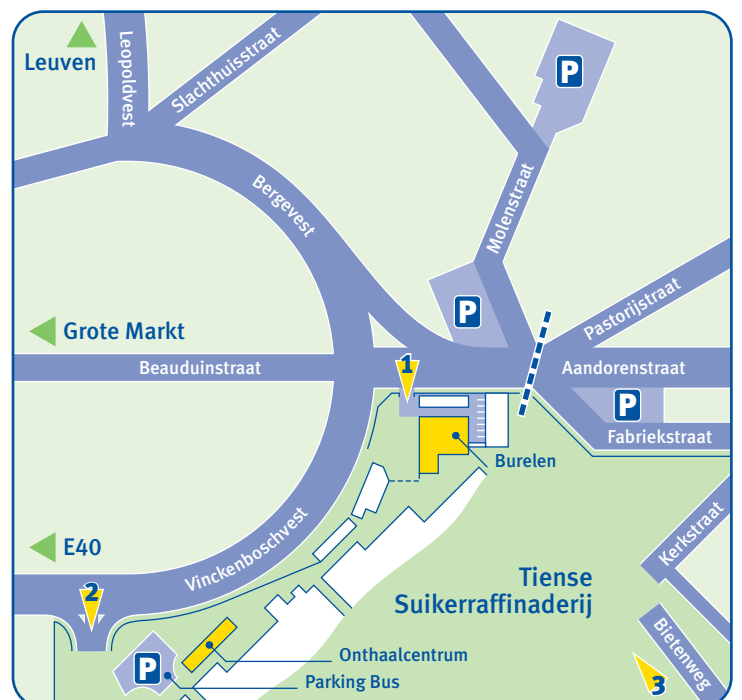 Leuven
Leopoldvest
Slachthuisstraat
P
Bergevest
Molenstraat
P
Pastorijstraat
Grote Markt
Beauduinstraat
1
Aandorenstraat
P
Fabriekstraat
Burelen
E40
Vinckenboschvest
Kerkstraat
2
Tiense
Suikerraffinaderij
Bietenweg
Onthaalcentrum
P
Parking Bus
3